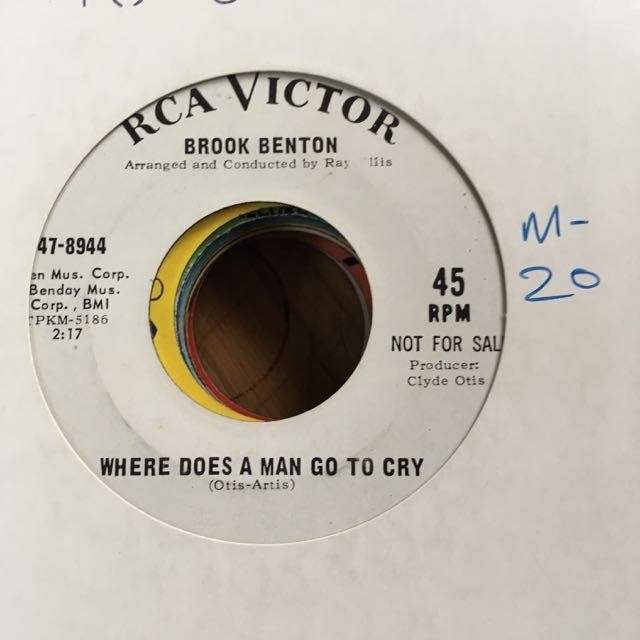 RCA VICTOR
BROOK BENTON
Arranged and Conducted by Ray
47-8944
Mus. Corp.
Benday Mus.
Corp., BMI
TPKM-5186
2:17
45
RPM
NOT FOR SAL
Producer:
Clyde Otis
WHERE DOES A MAN GO TO CRY
(Otis-Artis)
M-
20